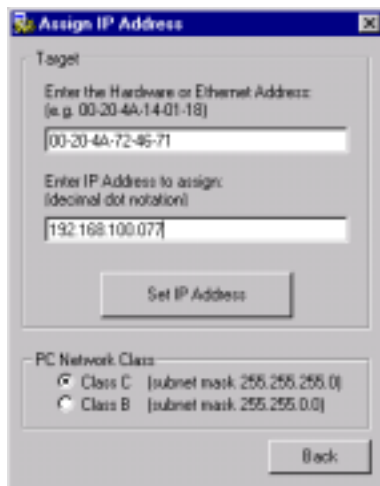 Assign IP Address
Target
Enter the Hardware or Ethernet Address:
(e.g. 00-20-4A-14-01-18)
00-20-4A-72-46-71
Enter IP Address to assign:
(decimal dot notation)
192.168.100.077
Set IP Address
PC Network Class
Class C (subnet mask 255.255.255.0)
Class B (subnet mask 255.255.0.0)
Back